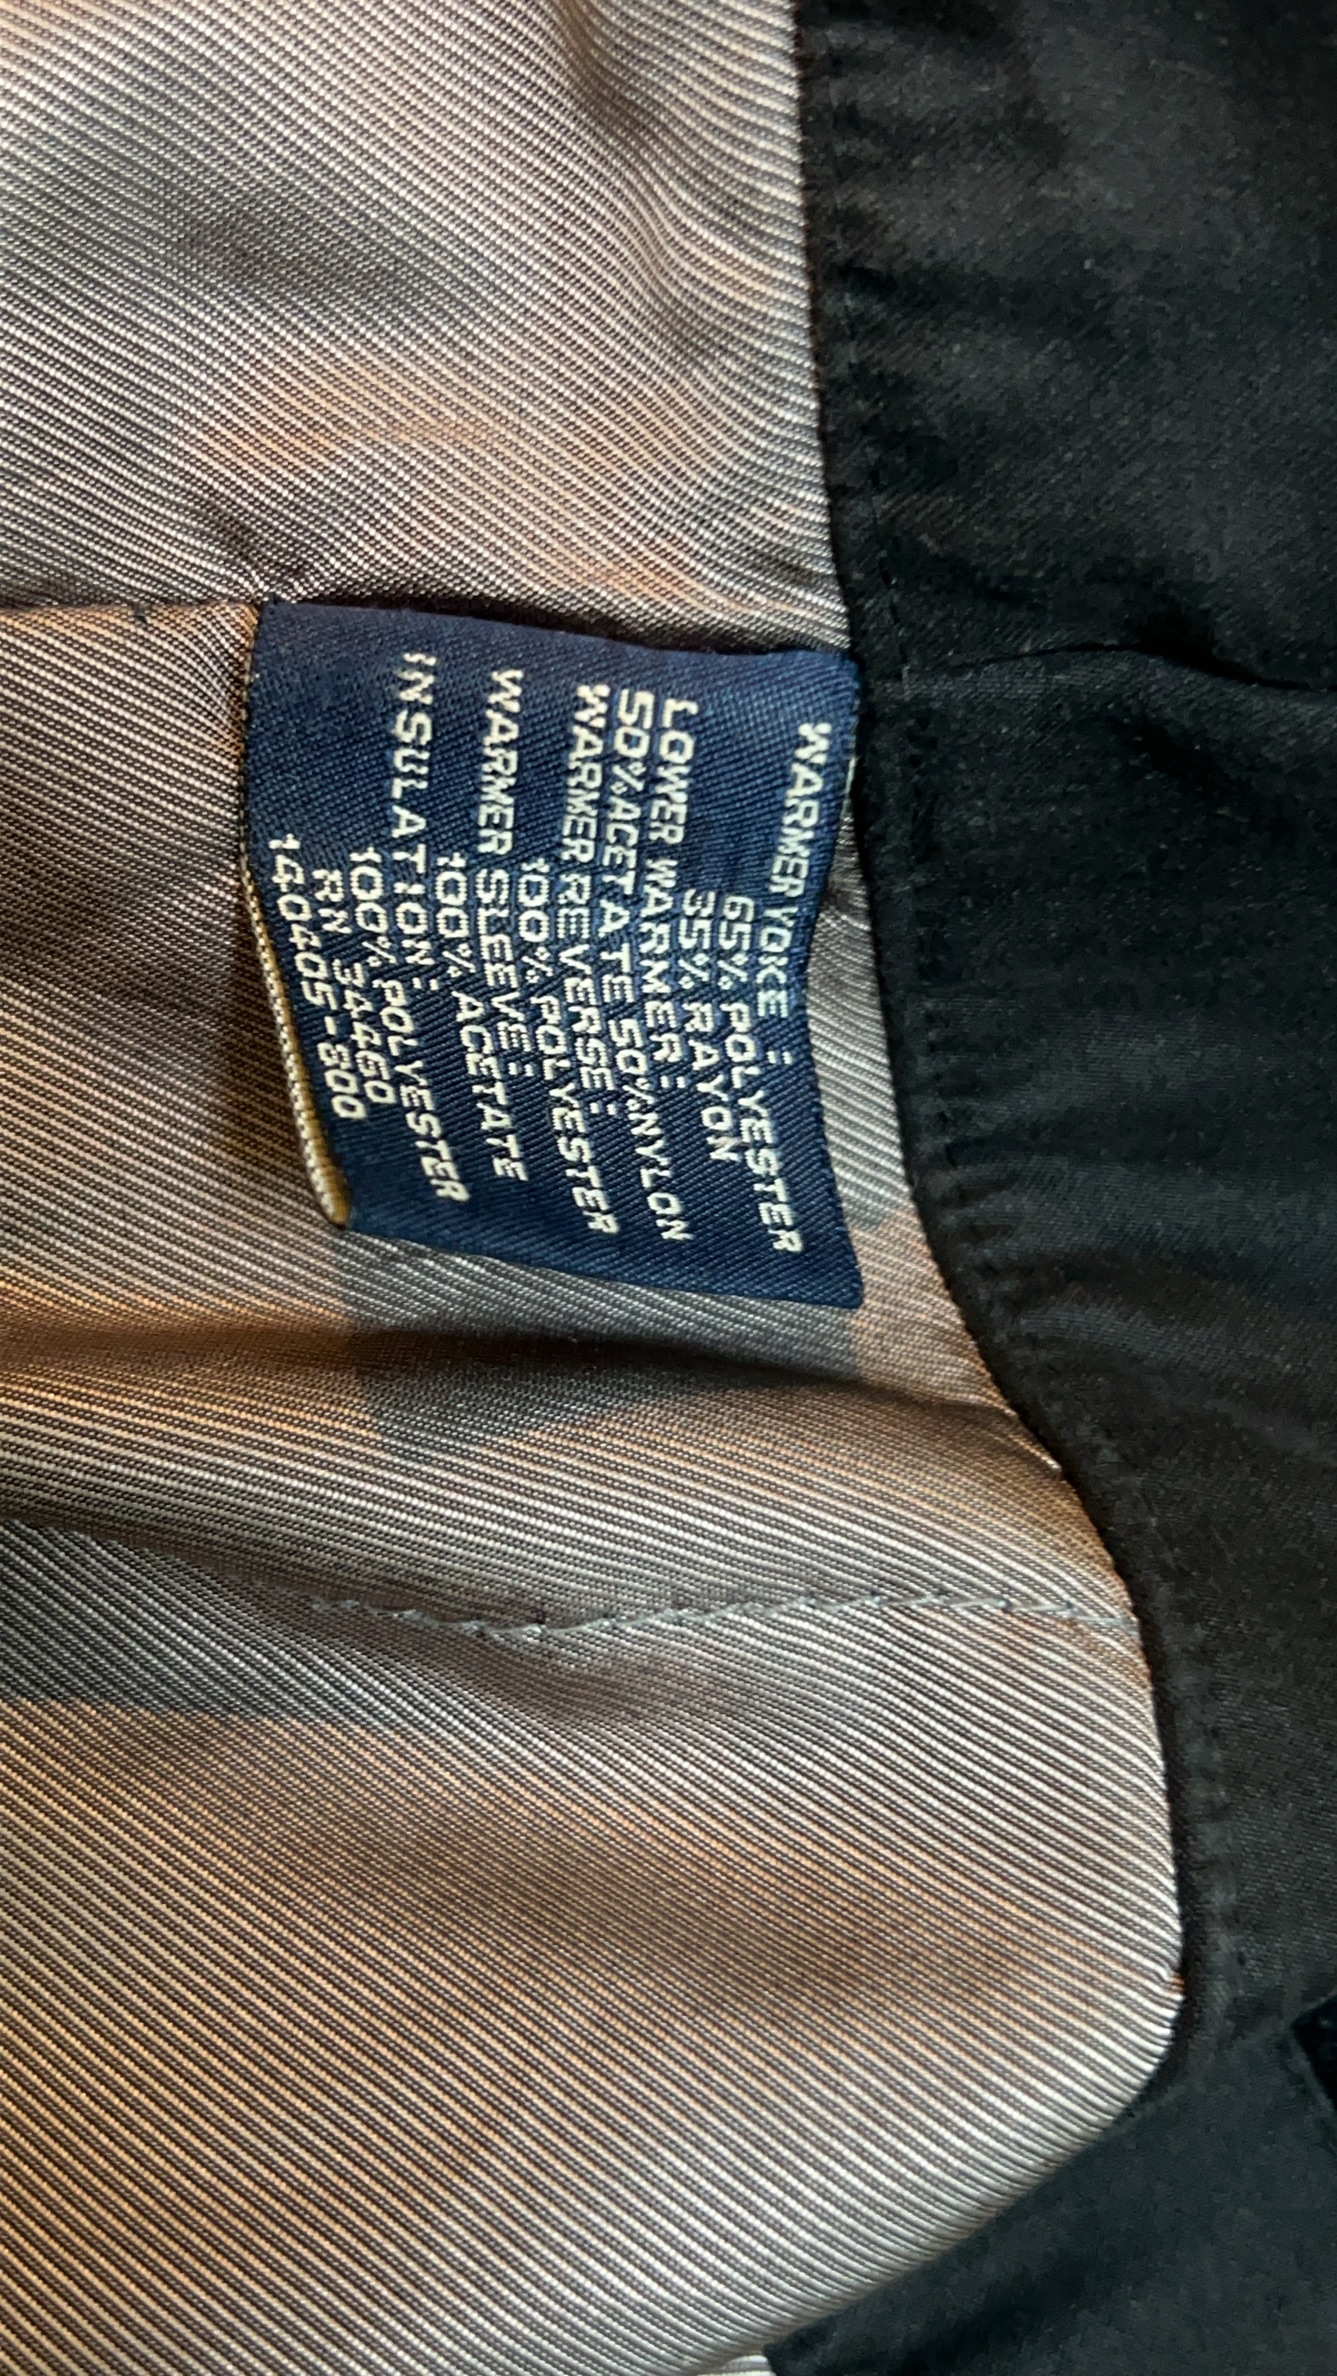 WARMER YOKE:
65% POLYESTER
35% RAYON
LOWER WARMER:
50%ACETATE 50%NYLON
WARMER REVERSE:
100% POLYESTER
WARMER SLEEVE:
100% ACETATE
INSULATION:
100% POLYESTER
RN 34460
140405-800